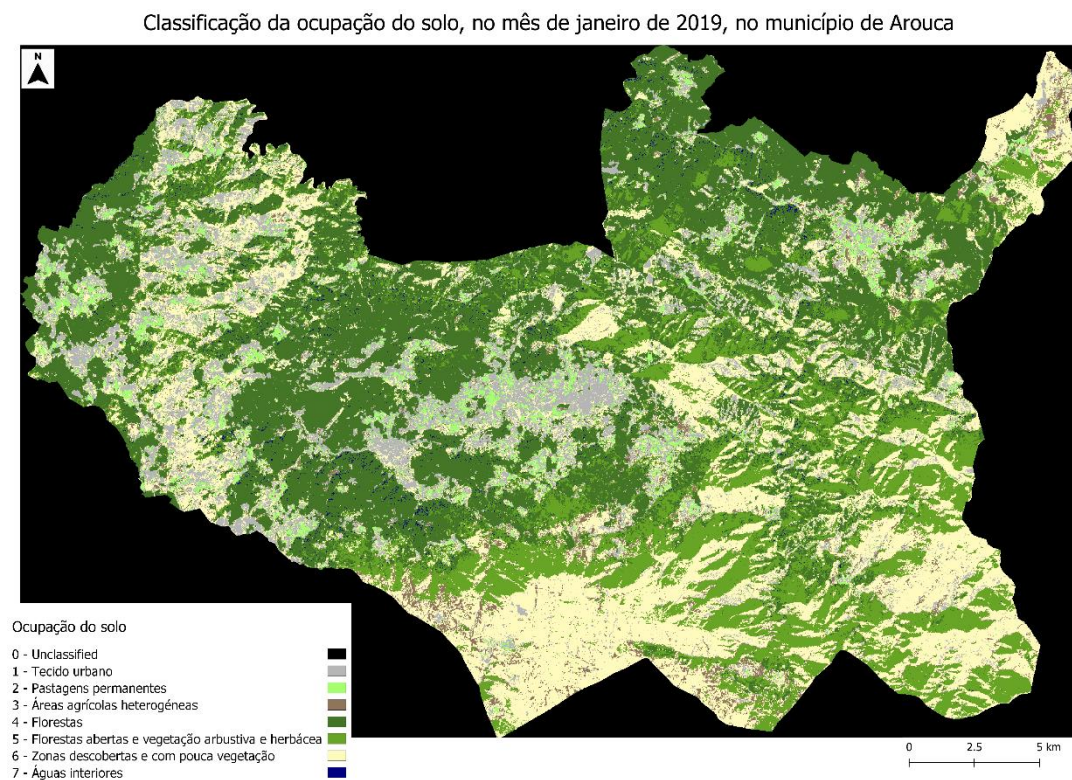 Classificação da ocupação do solo, no mês de janeiro de 2019, no município de Arouca
N
Ocupação do solo
0 - Unclassified
1 - Tecido urbano
2 - Pastagens permanentes
3 - Áreas agrícolas heterogéneas
4 - Florestas
5 - Florestas abertas e vegetação arbustiva e herbácea
6 - Zonas descobertas e com pouca vegetação
7 - Águas interiores
0 2.5 5 km